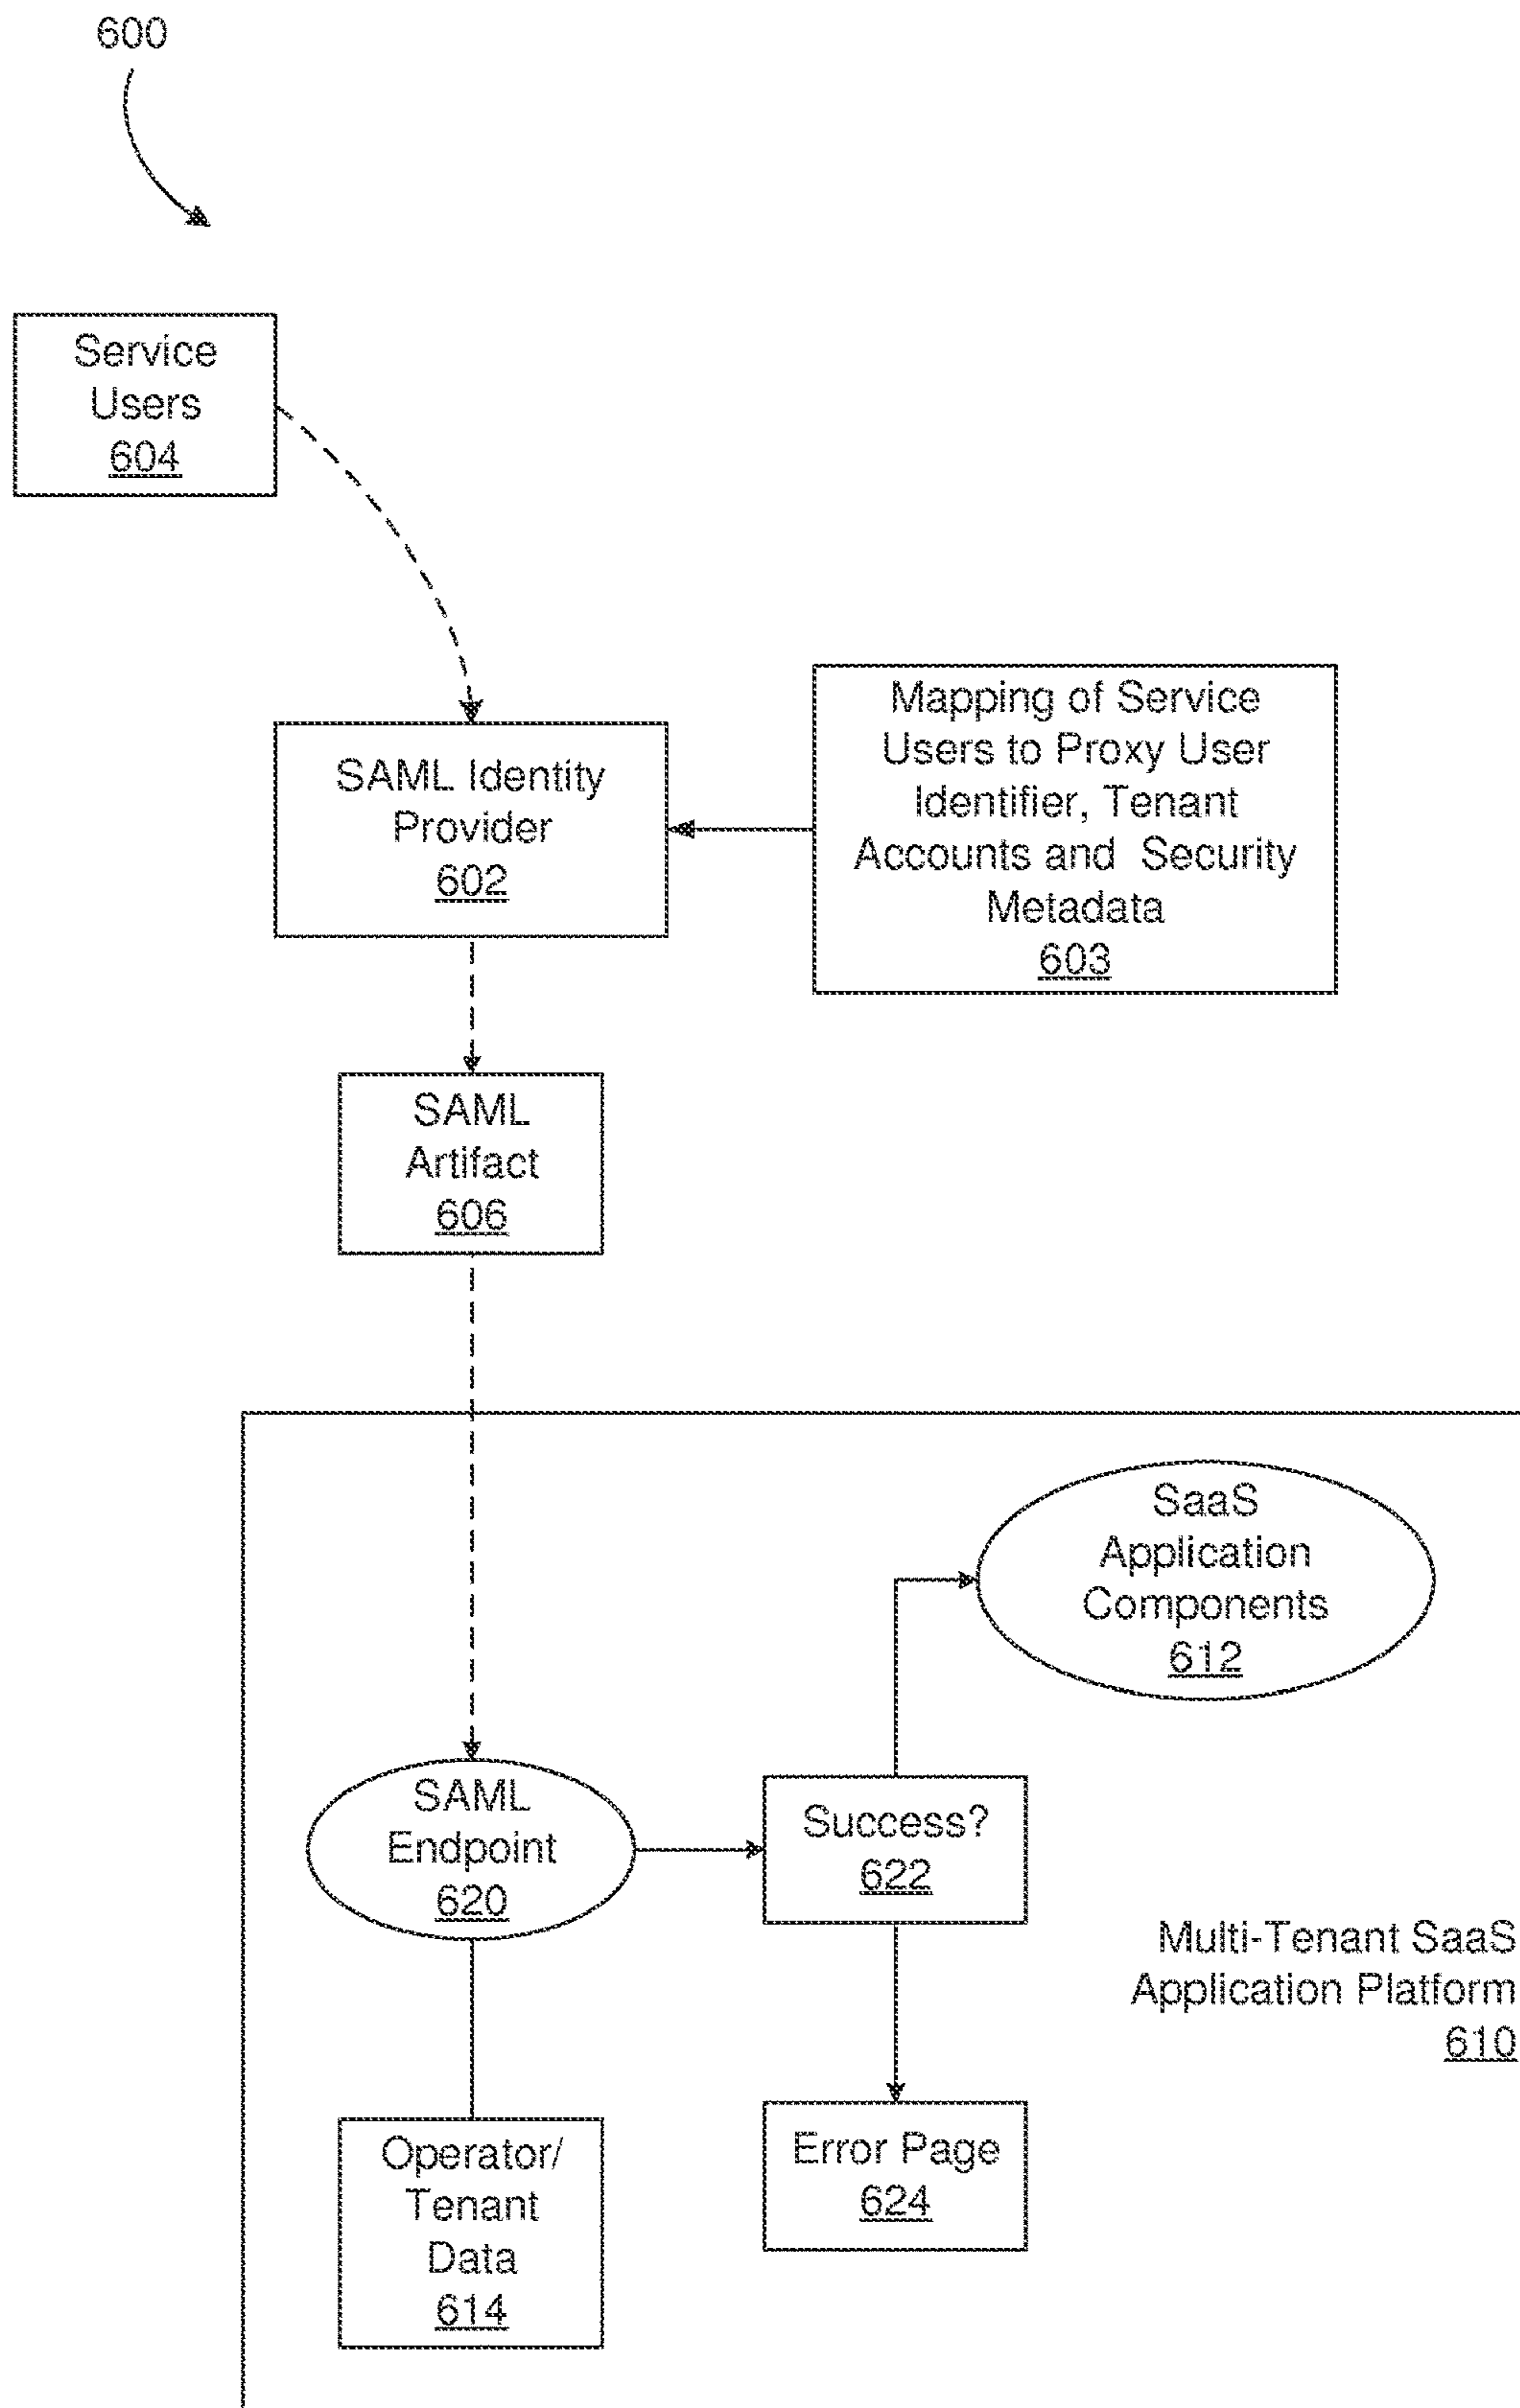 600
Service
Users
604
SAML Identity
Provider
602
Mapping of Service
Users to Proxy User
Identifier, Tenant
Accounts and Security
Metadata
603
SAML
Artifact
606
SaaS
Application
Components
612
SAML
Endpoint
620
Success?
622
Multi-Tenant SaaS
Application Platform
610
Operator/
Tenant
Data
614
Error Page
624